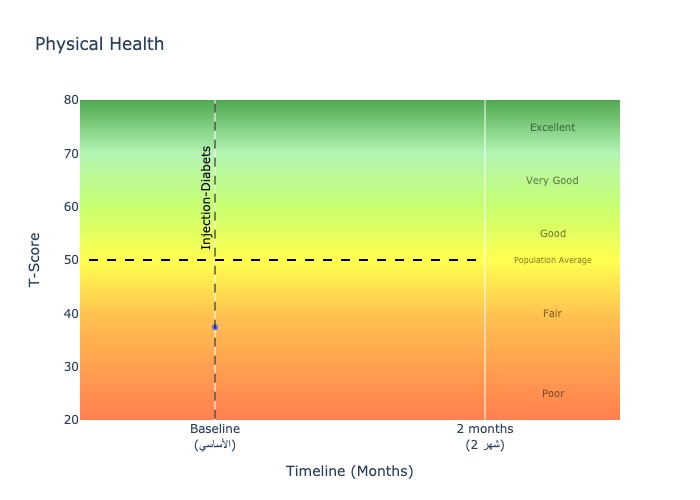 Physical Health
80
Excellent
70
Very Good
60
Good
50
Population Average
40
Fair
30
Poor
20
T-Score
Injection-Diabets
Baseline
(الأساسي)
2 months
(شهر 2)
Timeline (Months)